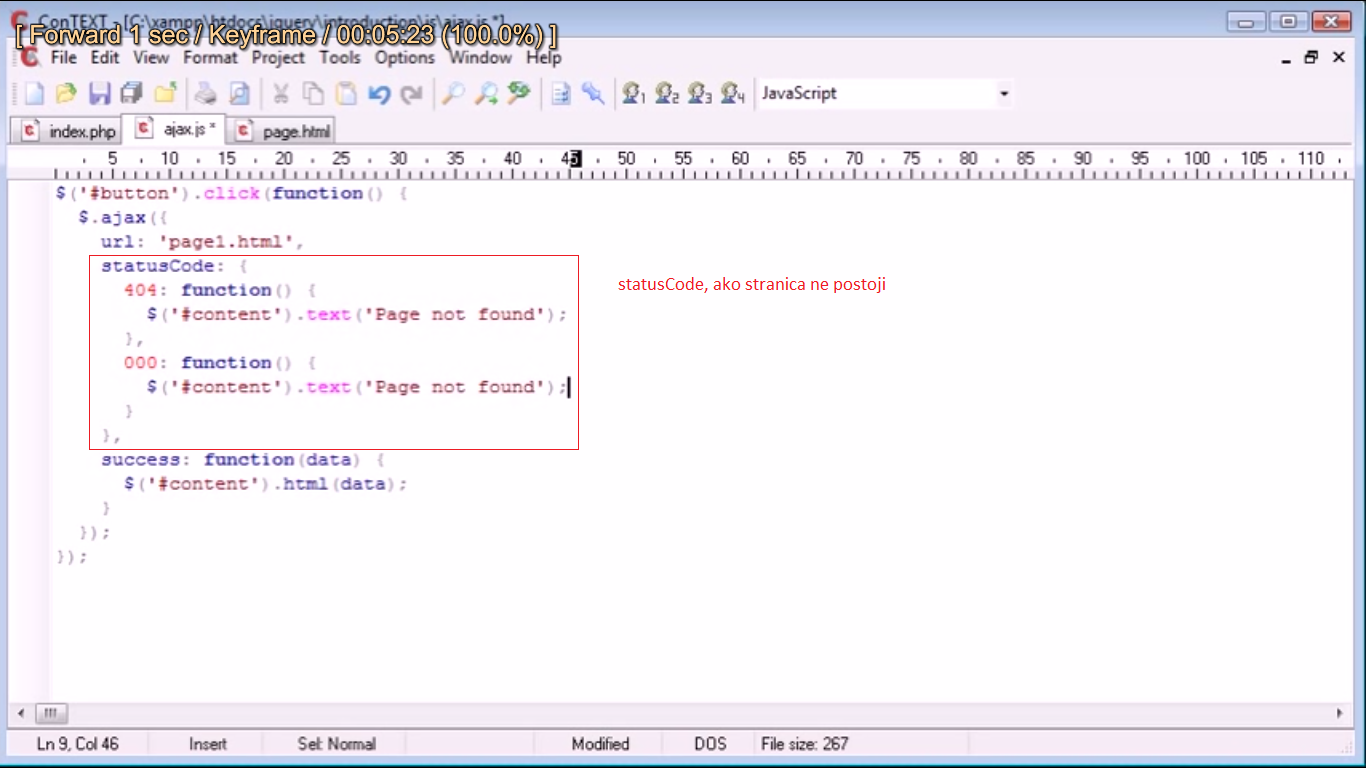 ConTEXT - [C:\xampp\htdocs\jquery\introduction\js\ajax.js *]
[ Forward 1 sec / Keyframe / 00:05:23 (100.0%) ]
File Edit View Format Project Tools Options Window Help
1 2 3 4 JavaScript
index.php ajax.js * page.html
5 10 15 20 25 30 35 40 45 50 55 60 65 70 75 80 85 90 95 100 105 110
$('#button').click(function() {
$.ajax({
url: 'page1.html',
statusCode: {
statusCode, ako stranica ne postoji
404: function() {
$('#content').text('Page not found');
},
000: function() {
$('#content').text('Page not found');
}
},
success: function(data) {
$('#content').html(data);
}
});
});
Ln 9, Col 46 Insert Sel: Normal Modified DOS File size: 267